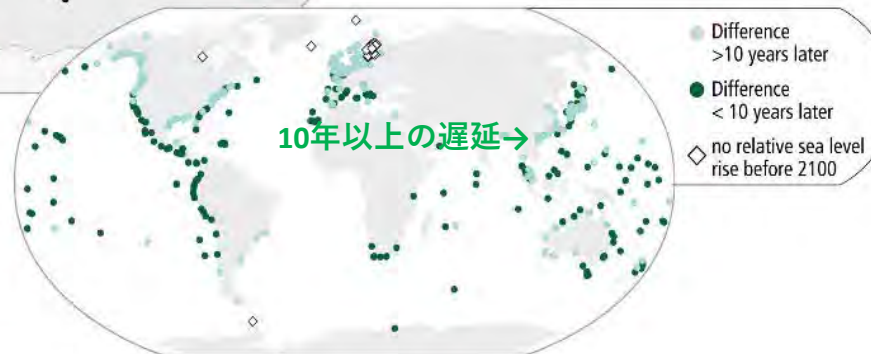 Difference
>10 years later
Difference
< 10 years later
no relative sea level
rise before 2100
10年以上の遅延→